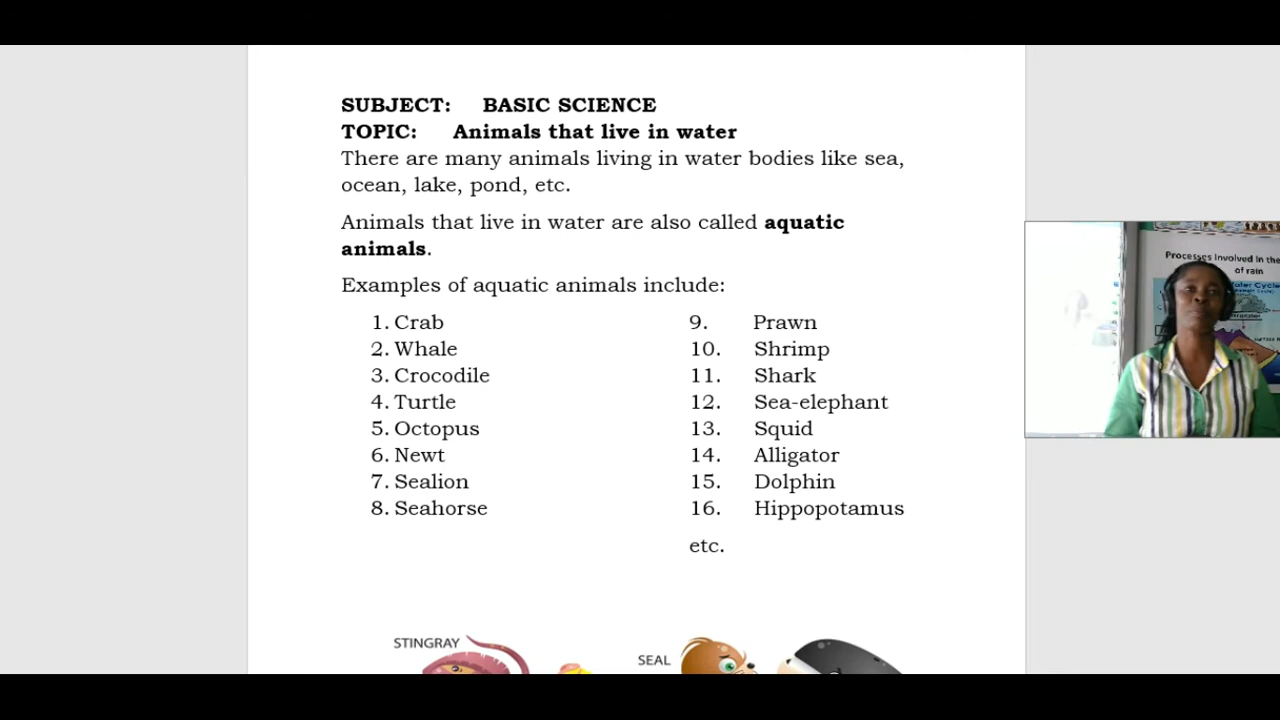 SUBJECT: BASIC SCIENCE
TOPIC: Animals that live in water
There are many animals living in water bodies like sea,
ocean, lake, pond, etc.
Animals that live in water are also called aquatic
animals.
Examples of aquatic animals include:
1. Crab
2. Whale
3. Crocodile
4. Turtle
5. Octopus
6. Newt
7. Sealion
8. Seahorse
9. Prawn
10. Shrimp
11. Shark
12. Sea-elephant
13. Squid
14. Alligator
15. Dolphin
16. Hippopotamus
etc.
STINGRAY
SEAL
Processes involved in the
of rain